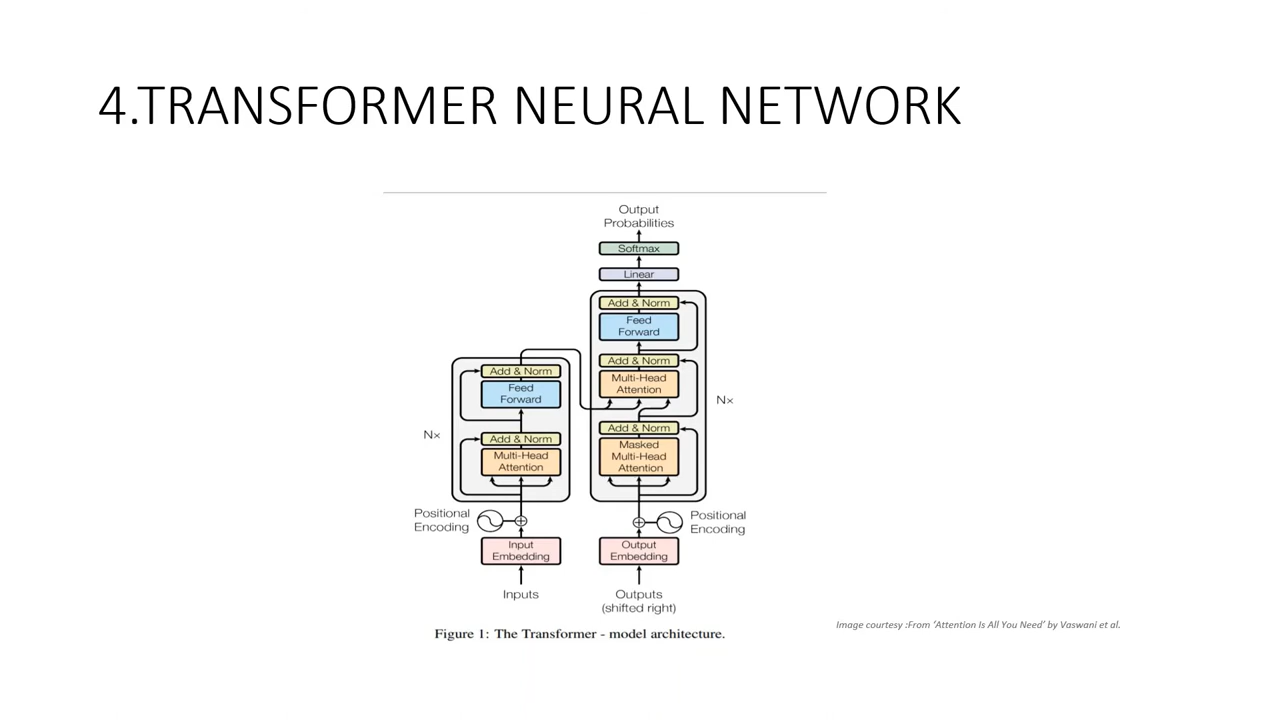 4.TRANSFORMER NEURAL NETWORK
Output
Probabilities
Softmax
Linear
Add & Norm
Feed
Forward
Add & Norm
Multi-Head
Attention
Add & Norm
Masked
Multi-Head
Attention
Nx
Add & Norm
Feed
Forward
Add & Norm
Multi-Head
Attention
Nx
Positional
Encoding
Positional
Encoding
Input
Embedding
Output
Embedding
Inputs
Outputs
(shifted right)
Figure 1: The Transformer - model architecture.
Image courtesy :From ‘Attention Is All You Need’ by Vaswani et al.